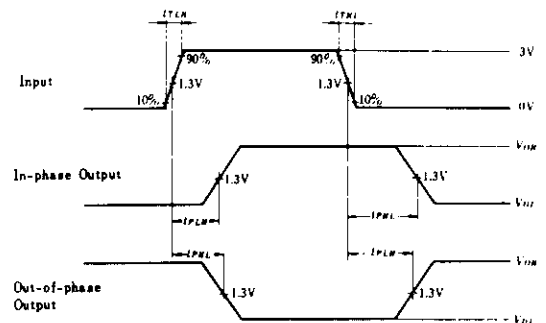 tTLH tTHL
90% 90% 3V
Input 1.3V 1.3V
10% 10% 0V
VOH
In-phase Output 1.3V 1.3V
tPLH tPHL VOL
tPHL tPLH VOH
Out-of-phase
Output 1.3V 1.3V
VOL